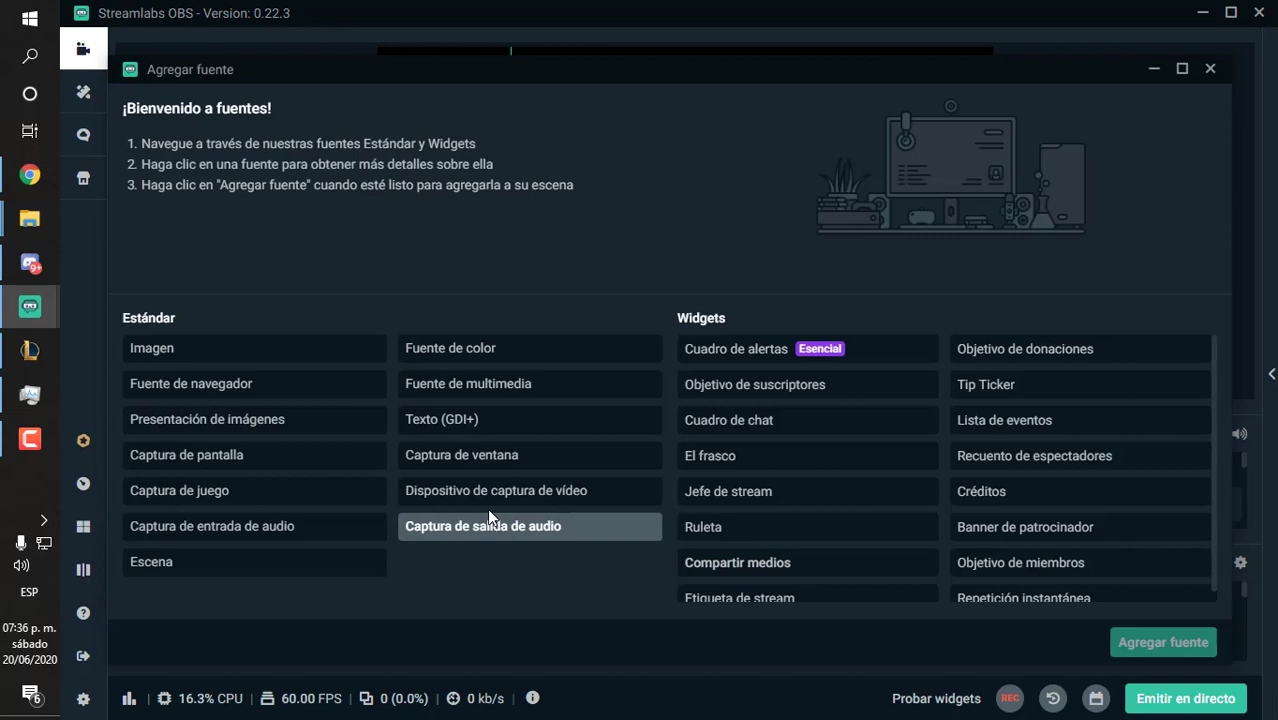 Streamlabs OBS - Version: 0.22.3
Agregar fuente
¡Bienvenido a fuentes!
1. Navegue a través de nuestras fuentes Estándar y Widgets
2. Haga clic en una fuente para obtener más detalles sobre ella
3. Haga clic en "Agregar fuente" cuando esté listo para agregarla a su escena
Estándar
Imagen
Fuente de color
Fuente de navegador
Fuente de multimedia
Presentación de imágenes
Texto (GDI+)
Captura de pantalla
Captura de ventana
Captura de juego
Dispositivo de captura de vídeo
Captura de entrada de audio
Captura de salida de audio
Escena
Widgets
Cuadro de alertas Esencial
Objetivo de donaciones
Objetivo de suscriptores
Tip Ticker
Cuadro de chat
Lista de eventos
El frasco
Recuento de espectadores
Jefe de stream
Créditos
Ruleta
Banner de patrocinador
Compartir medios
Objetivo de miembros
Etiqueta de stream
Repetición instantánea
Agregar fuente
16.3% CPU
60.00 FPS
0 (0.0%)
0 kb/s
Probar widgets
REC
Emitir en directo
9+
ESP
07:36 p. m.
sábado
20/06/2020
6